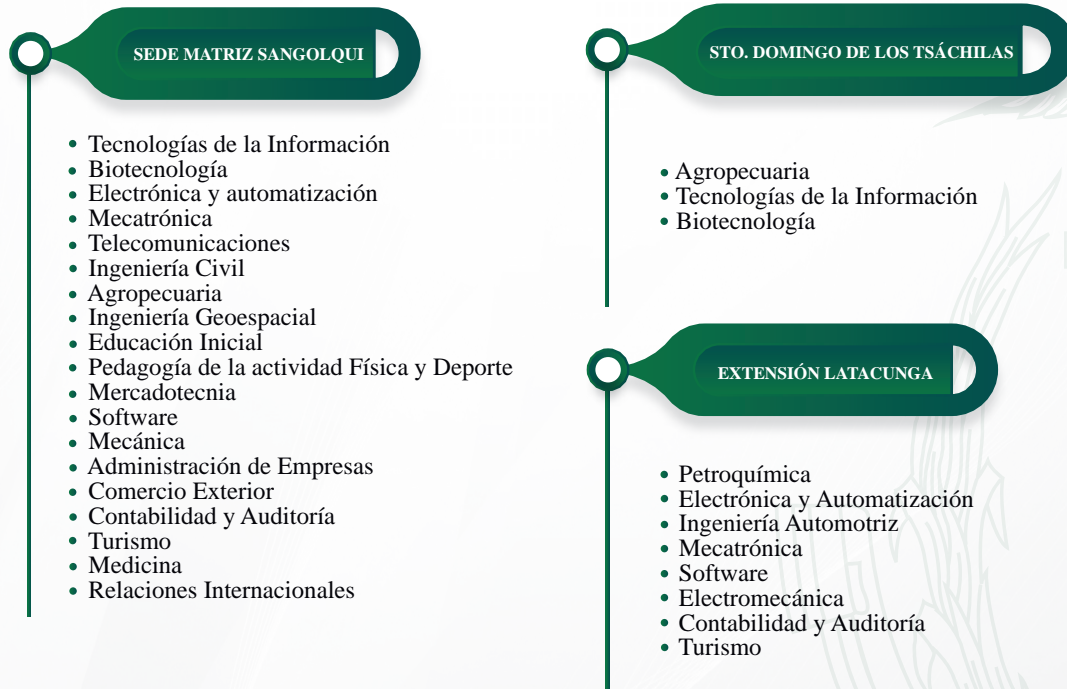 SEDE MATRIZ SANGOLQUI
Tecnologías de la Información
Biotecnología
Electrónica y automatización
Mecatrónica
Telecomunicaciones
Ingeniería Civil
Agropecuaria
Ingeniería Geoespacial
Educación Inicial
Pedagogía de la actividad Física y Deporte
Mercadotecnia
Software
Mecánica
Administración de Empresas
Comercio Exterior
Contabilidad y Auditoría
Turismo
Medicina
Relaciones Internacionales
STO. DOMINGO DE LOS TSÁCHILAS
Agropecuaria
Tecnologías de la Información
Biotecnología
EXTENSIÓN LATACUNGA
Petroquímica
Electrónica y Automatización
Ingeniería Automotriz
Mecatrónica
Software
Electromecánica
Contabilidad y Auditoría
Turismo